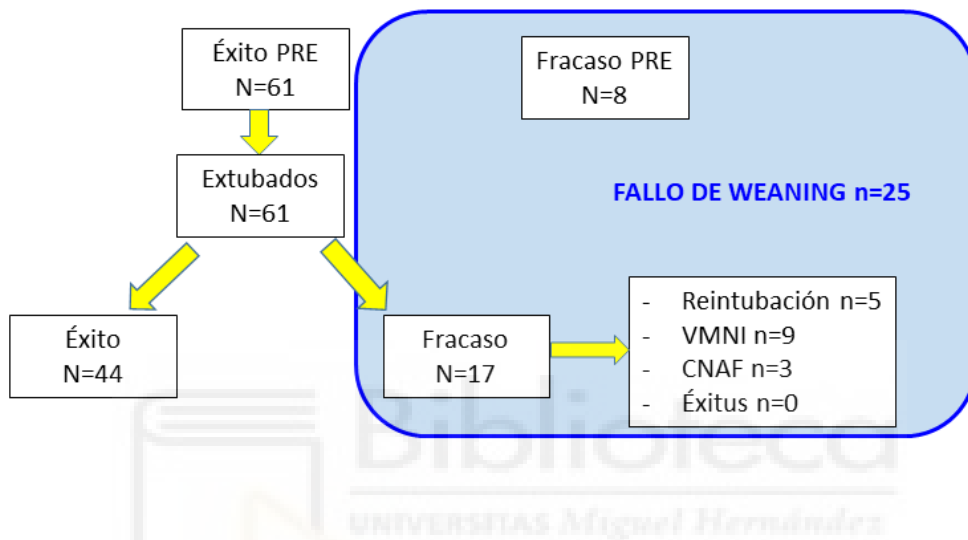 Éxito PRE
N=61
Fracaso PRE
N=8
Extubados
N=61
FALLO DE WEANING n=25
Éxito
N=44
Fracaso
N=17
- Reintubación n=5
- VMNI n=9
- CNAF n=3
- Éxitus n=0
Biblioteca
UNIVERSITAS Miguel Hernández